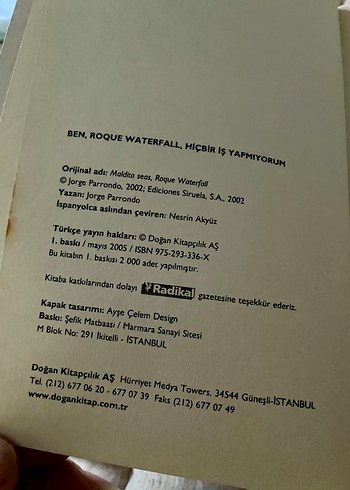 BEN, ROQUE WATERFALL, HİÇBİR İŞ YAPMIYORUM
Orijinal adı: Maldito seas, Roque Waterfall
© Jorge Parrondo, 2002; Ediciones Siruela, S.A., 2002
Yazan: Jorge Parrondo
İspanyolca aslından çeviren: Nesrin Akyüz
Türkçe yayın hakları: © Doğan Kitapçılık AŞ
1. baskı / mayıs 2005 / ISBN 975-293-336-X
Bu kitabın 1. baskısı 2 000 adet yapılmıştır.
Kitaba katkılarından dolayı Radikal gazetesine teşekkür ederiz.
Kapak tasarımı: Ayşe Çelem Design
Baskı: Şefik Matbaası / Marmara Sanayi Sitesi
M Blok No: 291 İkitelli - İSTANBUL
Doğan Kitapçılık AŞ Hürriyet Medya Towers, 34544 Güneşli-İSTANBUL
Tel. (212) 677 06 20 - 677 07 39 Faks (212) 677 07 49
www.dogankitap.com.tr